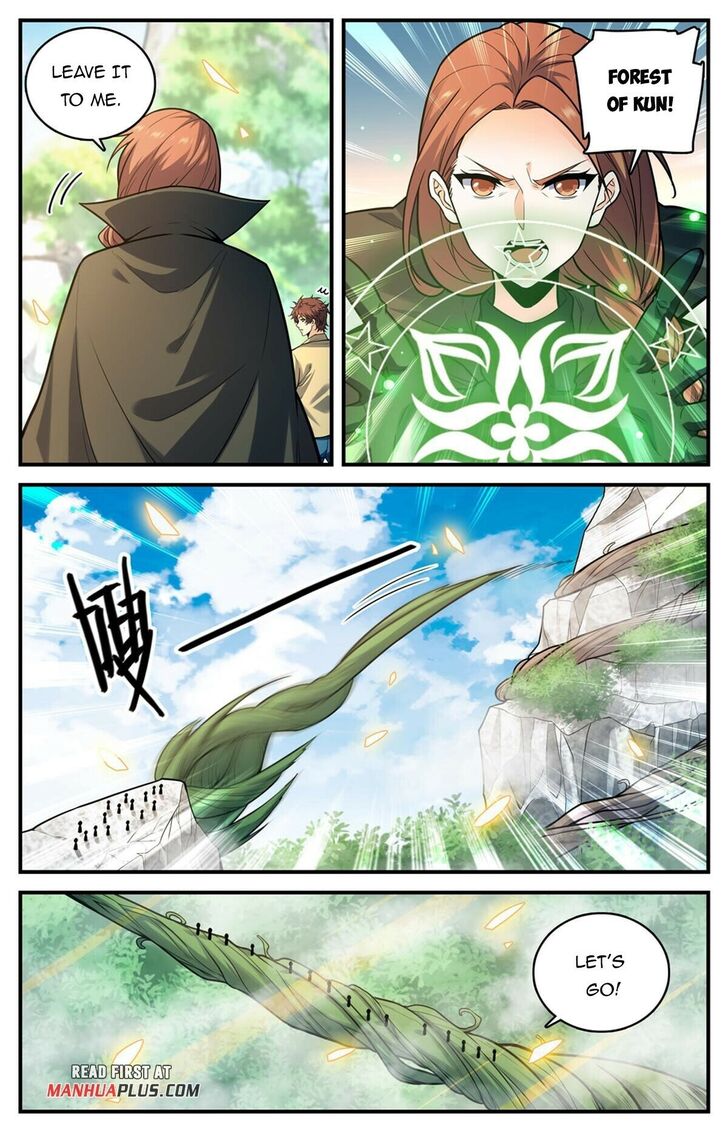 LEAVE IT
TO ME.
FOREST
OF KUN!
嗖
LET'S
GO!
READ FIRST AT
MANHUAPLUS.COM